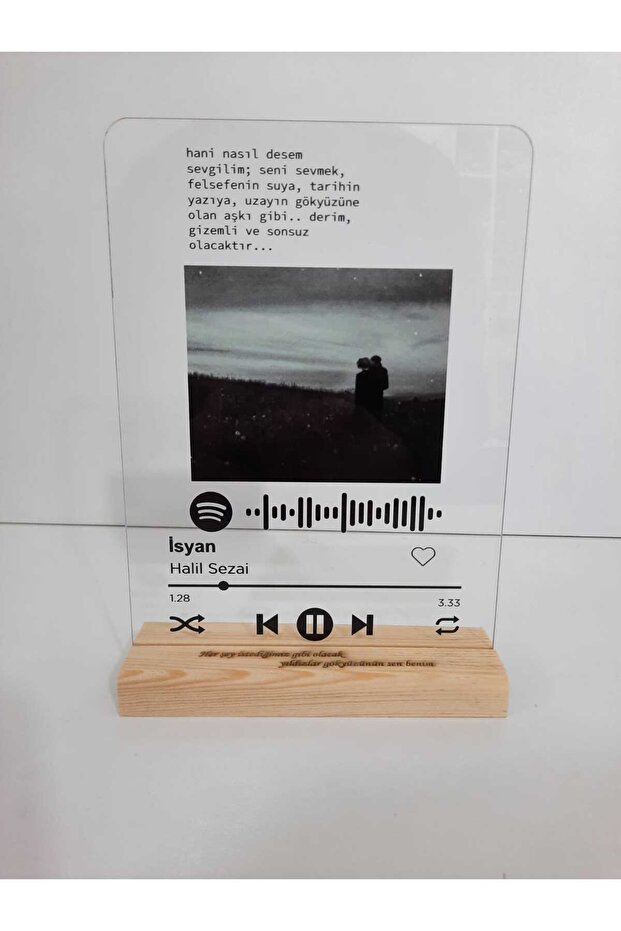 hani nasıl desem
sevgilim; seni sevmek,
felsefenin suya, tarihin
yazıya, uzayın gökyüzüne
olan aşkı gibi.. derim,
gizemli ve sonsuz
olacaktır...
İsyan
Halil Sezai
1.28
3.33
Her şey istediğimiz gibi olacak
yıldızlar gökyüzünün sen benim